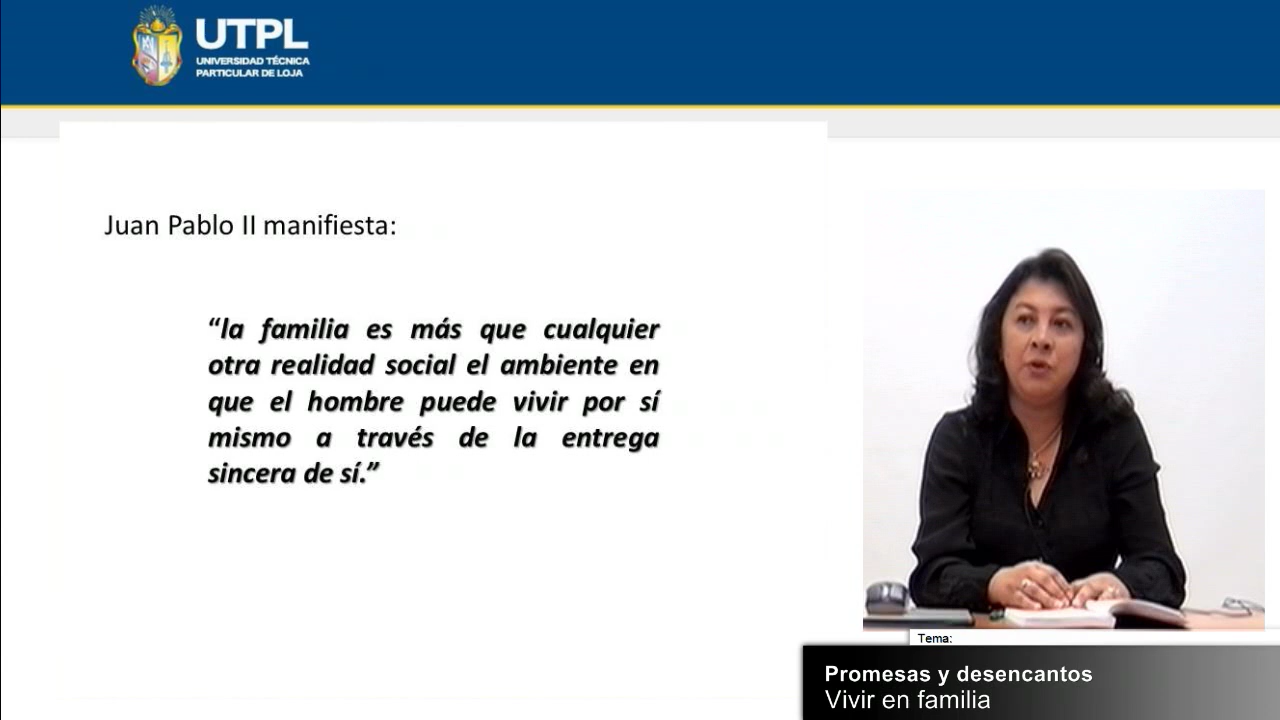 UTPL
UNIVERSIDAD TÉCNICA
PARTICULAR DE LOJA
Juan Pablo II manifiesta:
“la familia es más que cualquier
otra realidad social el ambiente en
que el hombre puede vivir por sí
mismo a través de la entrega
sincera de sí.”
Tema:
Promesas y desencantos
Vivir en familia